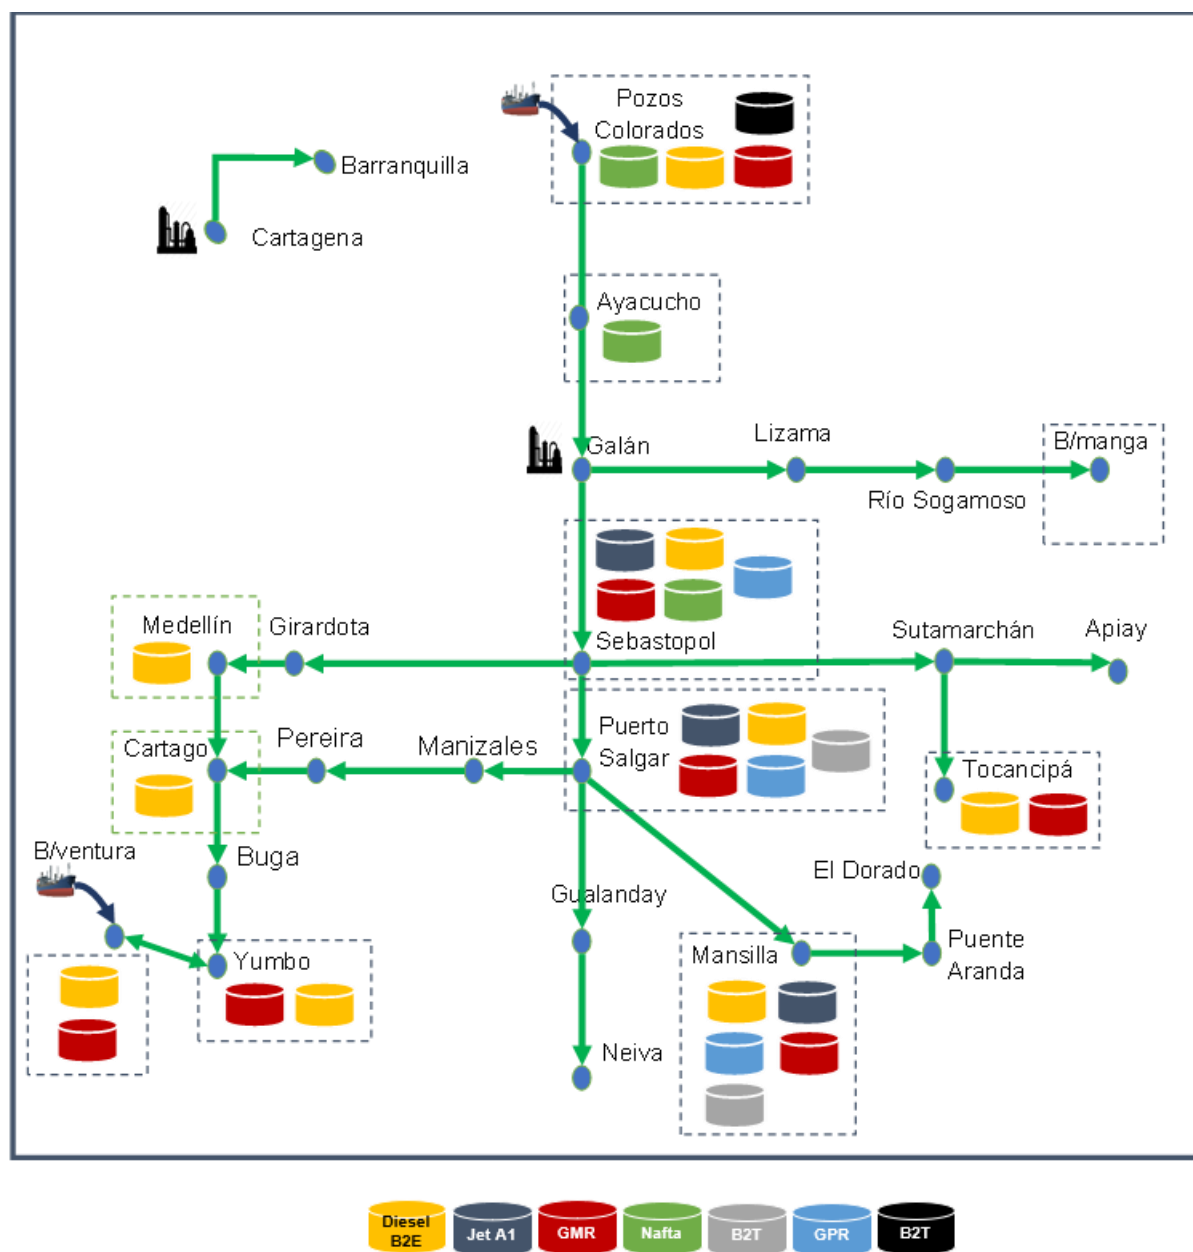 Pozos
Colorados
Barranquilla
Cartagena
Ayacucho
Galán
Lizama
B/manga
Río Sogamoso
Medellín
Girardota
Sebastopol
Sutamarchán
Apiay
Cartago
Pereira
Manizales
Puerto
Salgar
Tocancipá
B/ventura
Buga
Gualanday
El Dorado
Yumbo
Mansilla
Puente
Aranda
Neiva
Diesel
B2E
Jet A1
GMR
Nafta
B2T
GPR
B2T